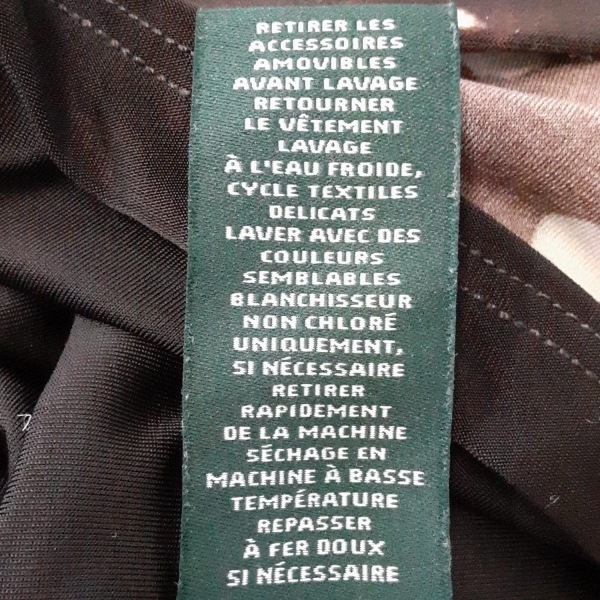 RETIRER LES
ACCESSOIRES
AMOVIBLES
AVANT LAVAGE
RETOURNER
LE VÊTEMENT
LAVAGE
À L'EAU FROIDE,
CYCLE TEXTILES
DELICATS
LAVER AVEC DES
COULEURS
SEMBLABLES
BLANCHISSEUR
NON CHLORÉ
UNIQUEMENT,
SI NÉCESSAIRE
RETIRER
RAPIDEMENT
DE LA MACHINE
SÉCHAGE EN
MACHINE À BASSE
TEMPÉRATURE
REPASSER
À FER DOUX
SI NÉCESSAIRE